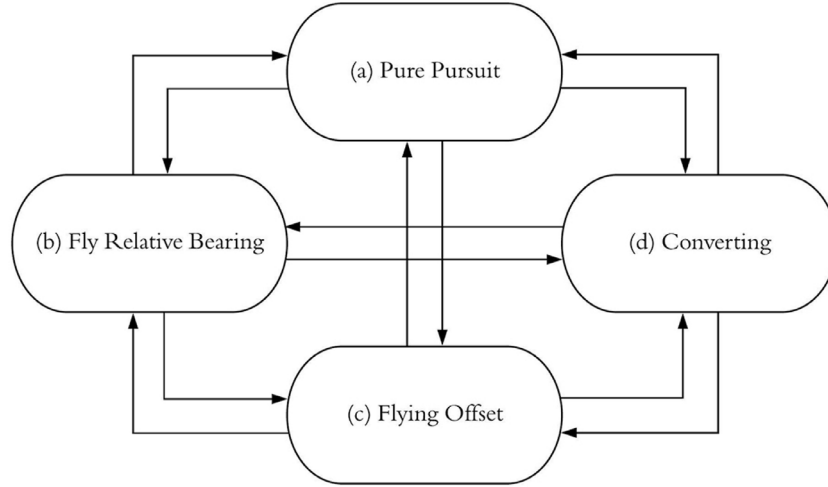 (a) Pure Pursuit
(b) Fly Relative Bearing
(d) Converting
(c) Flying Offset